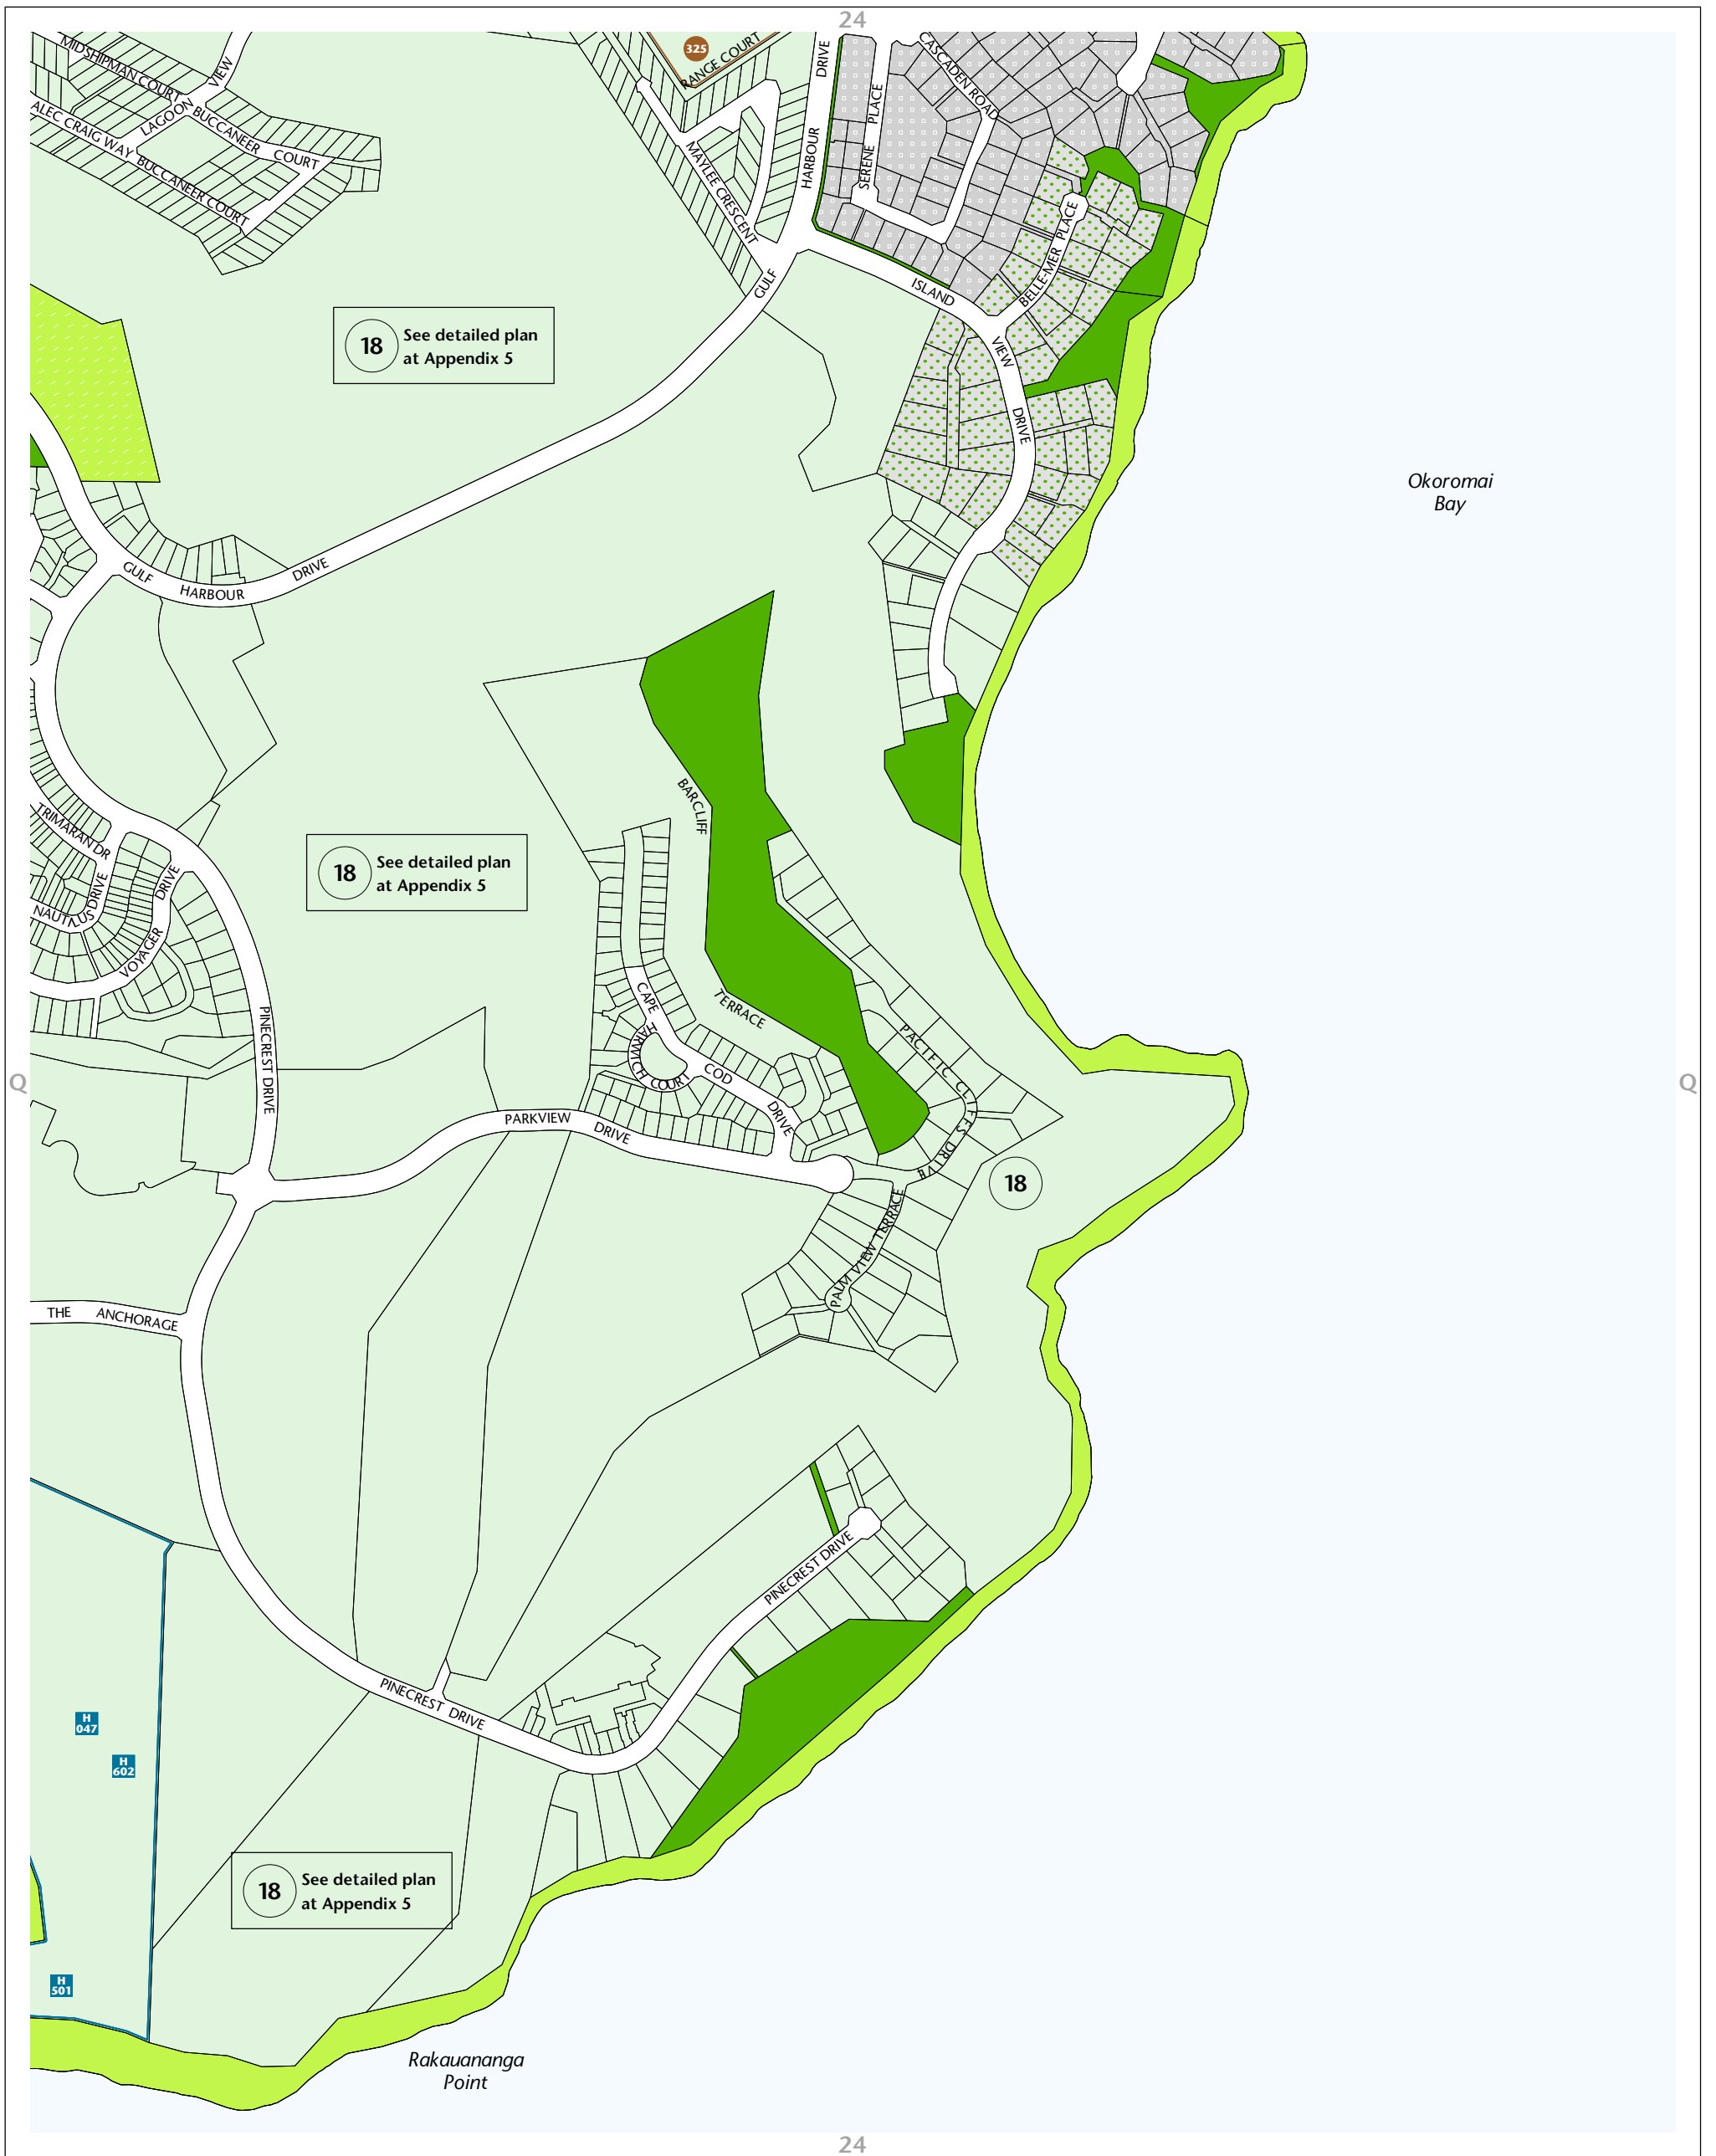 24
MIDSHIPMAN COURT
LAGOON VIEW
ALEC CRAIG WAY
BUCCANEER COURT
BUCCANEER COURT
325
RANGE COURT
MAYLEE CRESCENT
GULF HARBOUR DRIVE
SERENE PLACE
CASCADEN ROAD
BELLE-MER PLACE
ISLAND VIEW DRIVE
18 See detailed plan
at Appendix 5
Okoromai
Bay
GULF HARBOUR DRIVE
TRIMARAN DR
NAUTILUS DRIVE
VOYAGER DRIVE
18 See detailed plan
at Appendix 5
BARCLIFF TERRACE
CAPE COD DRIVE
HARWICH COURT
PACIFIC CLIFFS DRIVE
PINECREST DRIVE
Q
Q
PARKVIEW DRIVE
18
PALM VIEW TERRACE
THE ANCHORAGE
PINECREST DRIVE
PINECREST DRIVE
H
047
H
602
18 See detailed plan
at Appendix 5
H
501
Rakauananga
Point
24